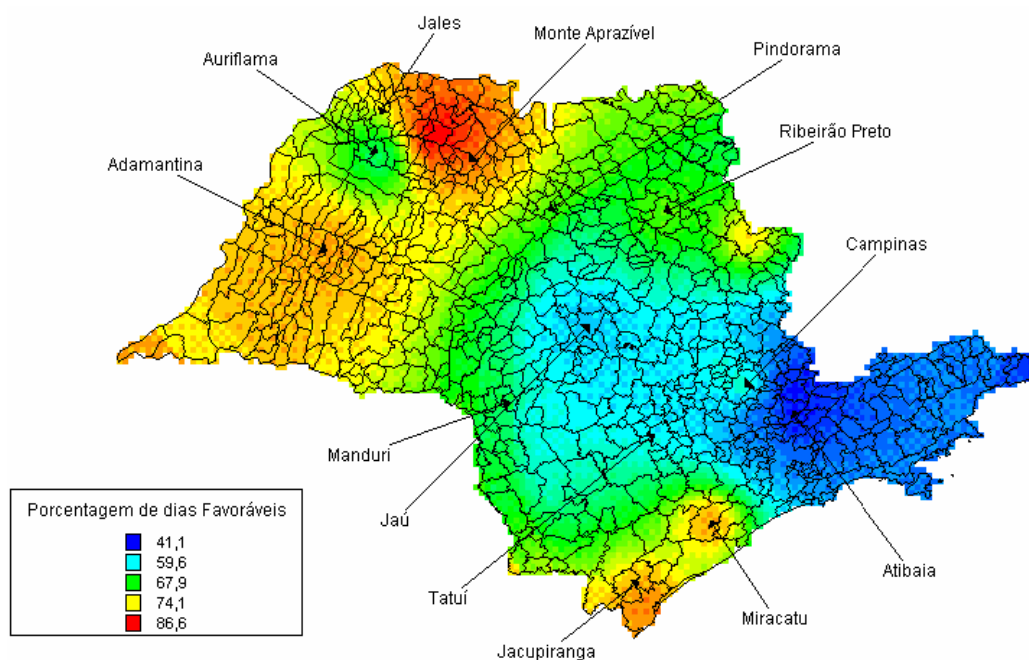 Jales
Monte Aprazível
Auriflama
Pindorama
Ribeirão Preto
Adamantina
Campinas
Manduri
Porcentagem de dias Favoráveis
41,1
59,6
67,9
74,1
86,6
Jaú
Tatuí
Atibaia
Miracatu
Jacupiranga